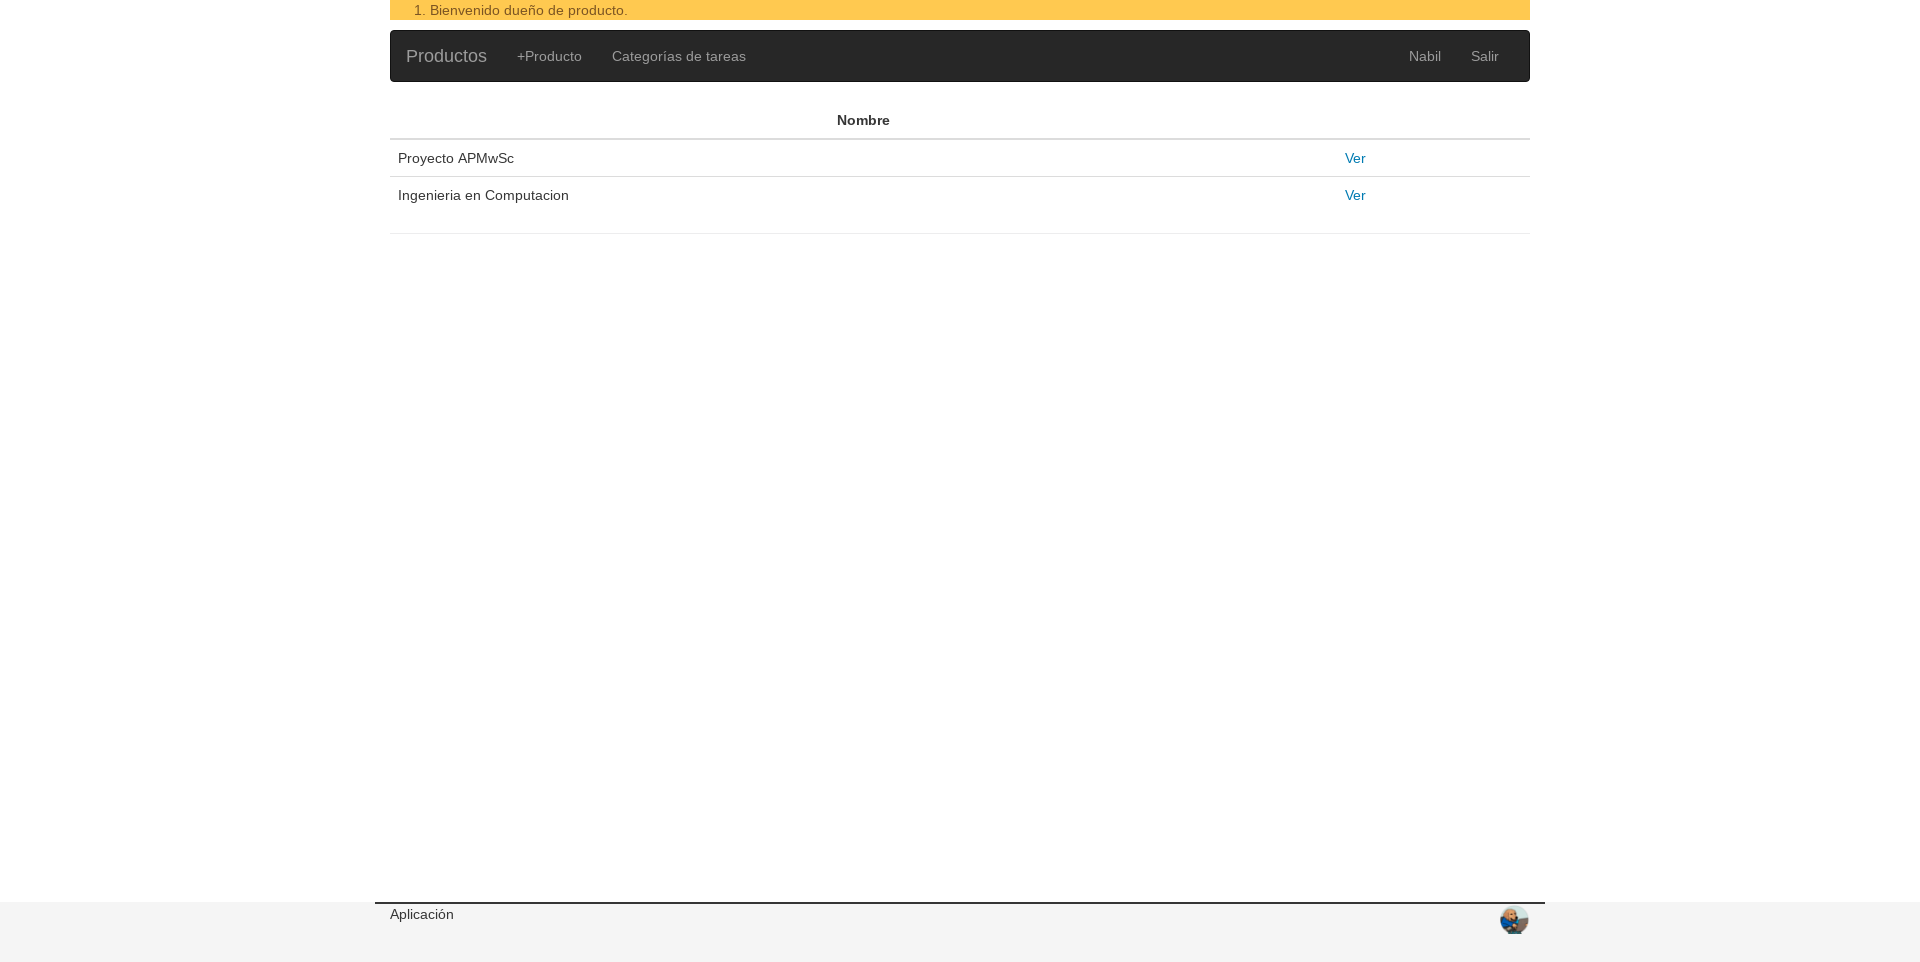 1. Bienvenido dueño de producto.
Productos +Producto Categorías de tareas Nabil Salir
Nombre
Proyecto APMwSc Ver
Ingenieria en Computacion Ver
Aplicación